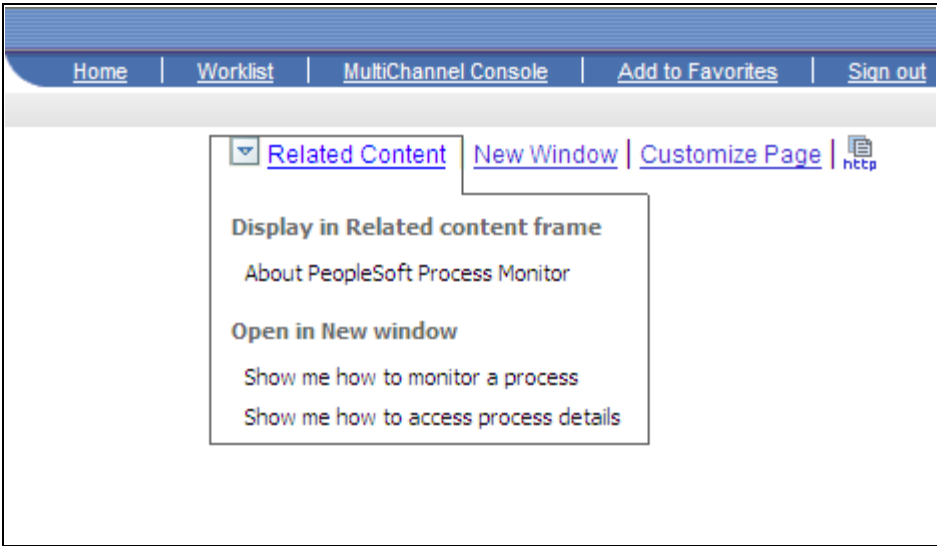 Home Worklist MultiChannel Console Add to Favorites Sign out
Related Content New Window Customize Page http
Display in Related content frame
About PeopleSoft Process Monitor
Open in New window
Show me how to monitor a process
Show me how to access process details